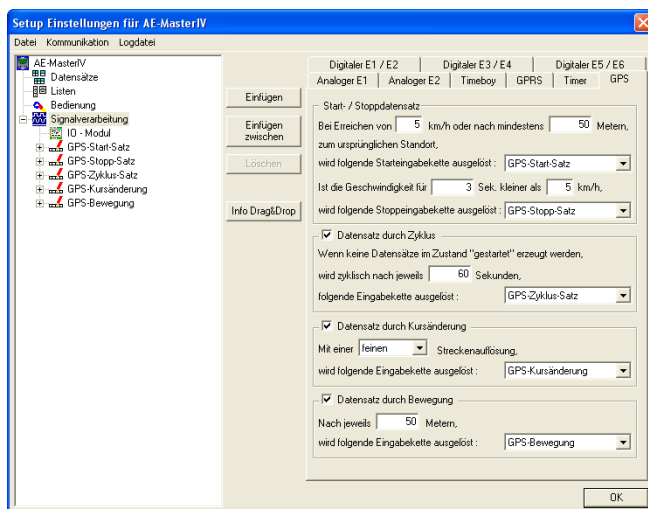 Setup Einstellungen für AE-MasterIV
Datei Kommunikation Logdatei
AE-MasterIV
Datensätze
Listen
Bedienung
Signalverarbeitung
IO - Modul
GPS-Start-Satz
GPS-Stopp-Satz
GPS-Zyklus-Satz
GPS-Kursänderung
GPS-Bewegung
Einfügen
Einfügen
zwischen
Löschen
Info Drag&Drop
Digitaler E1 / E2 Digitaler E3 / E4 Digitaler E5 / E6
Analoger E1 Analoger E2 Timeboy GPRS Timer GPS
Start- / Stoppdatensatz
Bei Erreichen von 5 km/h oder nach mindestens 50 Metern,
zum ursprünglichen Standort,
wird folgende Starteingabekette ausgelöst : GPS-Start-Satz
Ist die Geschwindigkeit für 3 Sek. kleiner als 5 km/h,
wird folgende Stoppeingabekette ausgelöst : GPS-Stopp-Satz
Datensatz durch Zyklus
Wenn keine Datensätze im Zustand "gestartet" erzeugt werden,
wird zyklisch nach jeweils 60 Sekunden,
folgende Eingabekette ausgelöst : GPS-Zyklus-Satz
Datensatz durch Kursänderung
Mit einer feinen Streckenauflösung,
wird folgende Eingabekette ausgelöst : GPS-Kursänderung
Datensatz durch Bewegung
Nach jeweils 50 Metern,
wird folgende Eingabekette ausgelöst : GPS-Bewegung
OK